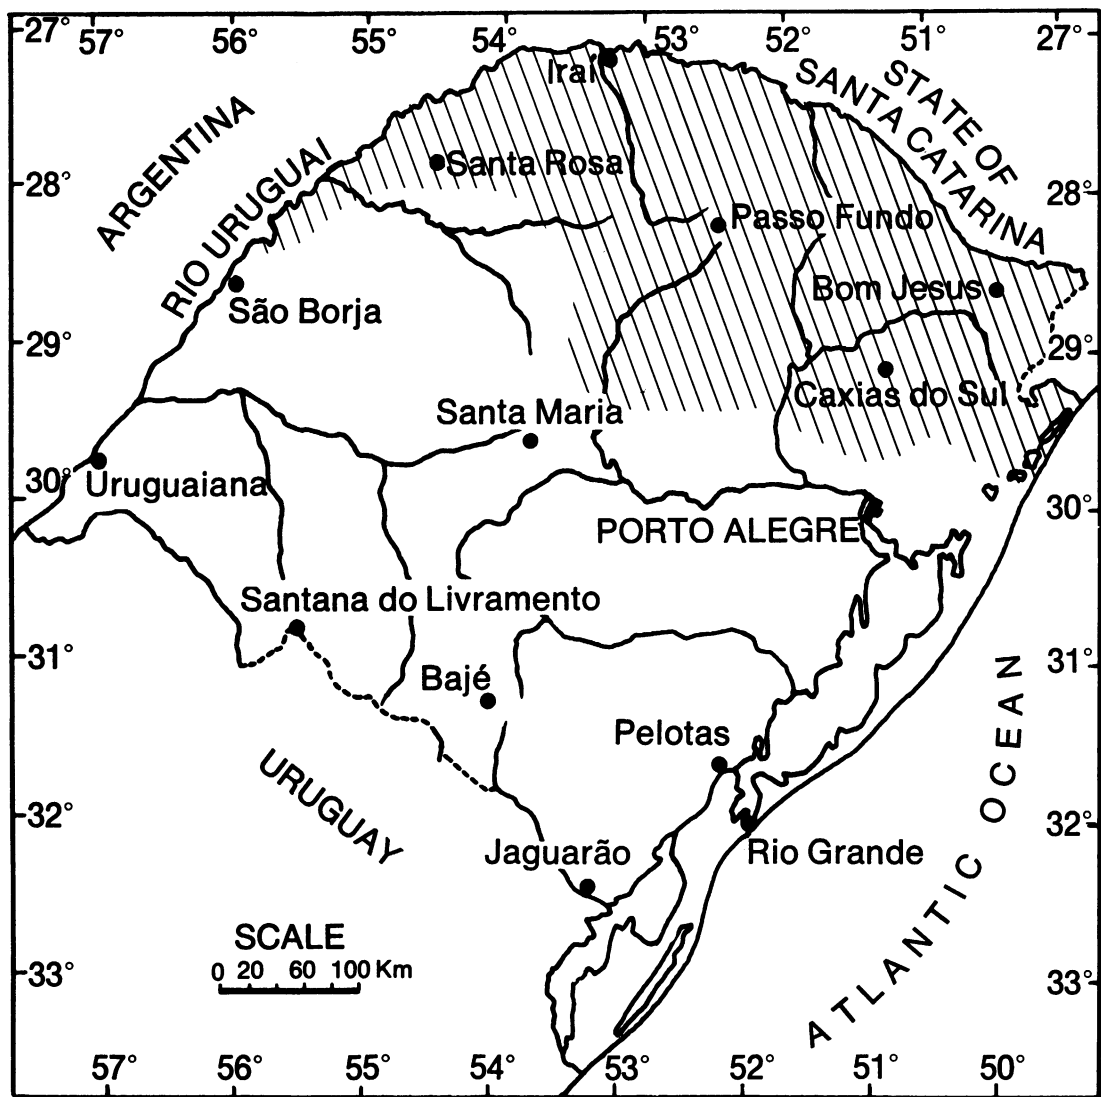 27°
57°
56°
55°
54°
53°
52°
51°
27°
Iraí
STATE OF
SANTA CATARINA
ARGENTINA
RIO URUGUAI
Santa Rosa
28°
28°
Passo Fundo
Bom Jesus
São Borja
29°
29°
Caxias do Sul
Santa Maria
30°
Uruguaiana
30°
PORTO ALEGRE
Santana do Livramento
31°
31°
Bajé
Pelotas
ATLANTIC OCEAN
URUGUAY
32°
32°
Jaguarão
Rio Grande
SCALE
0 20 60 100 Km
33°
33°
57°
56°
55°
54°
53°
52°
51°
50°